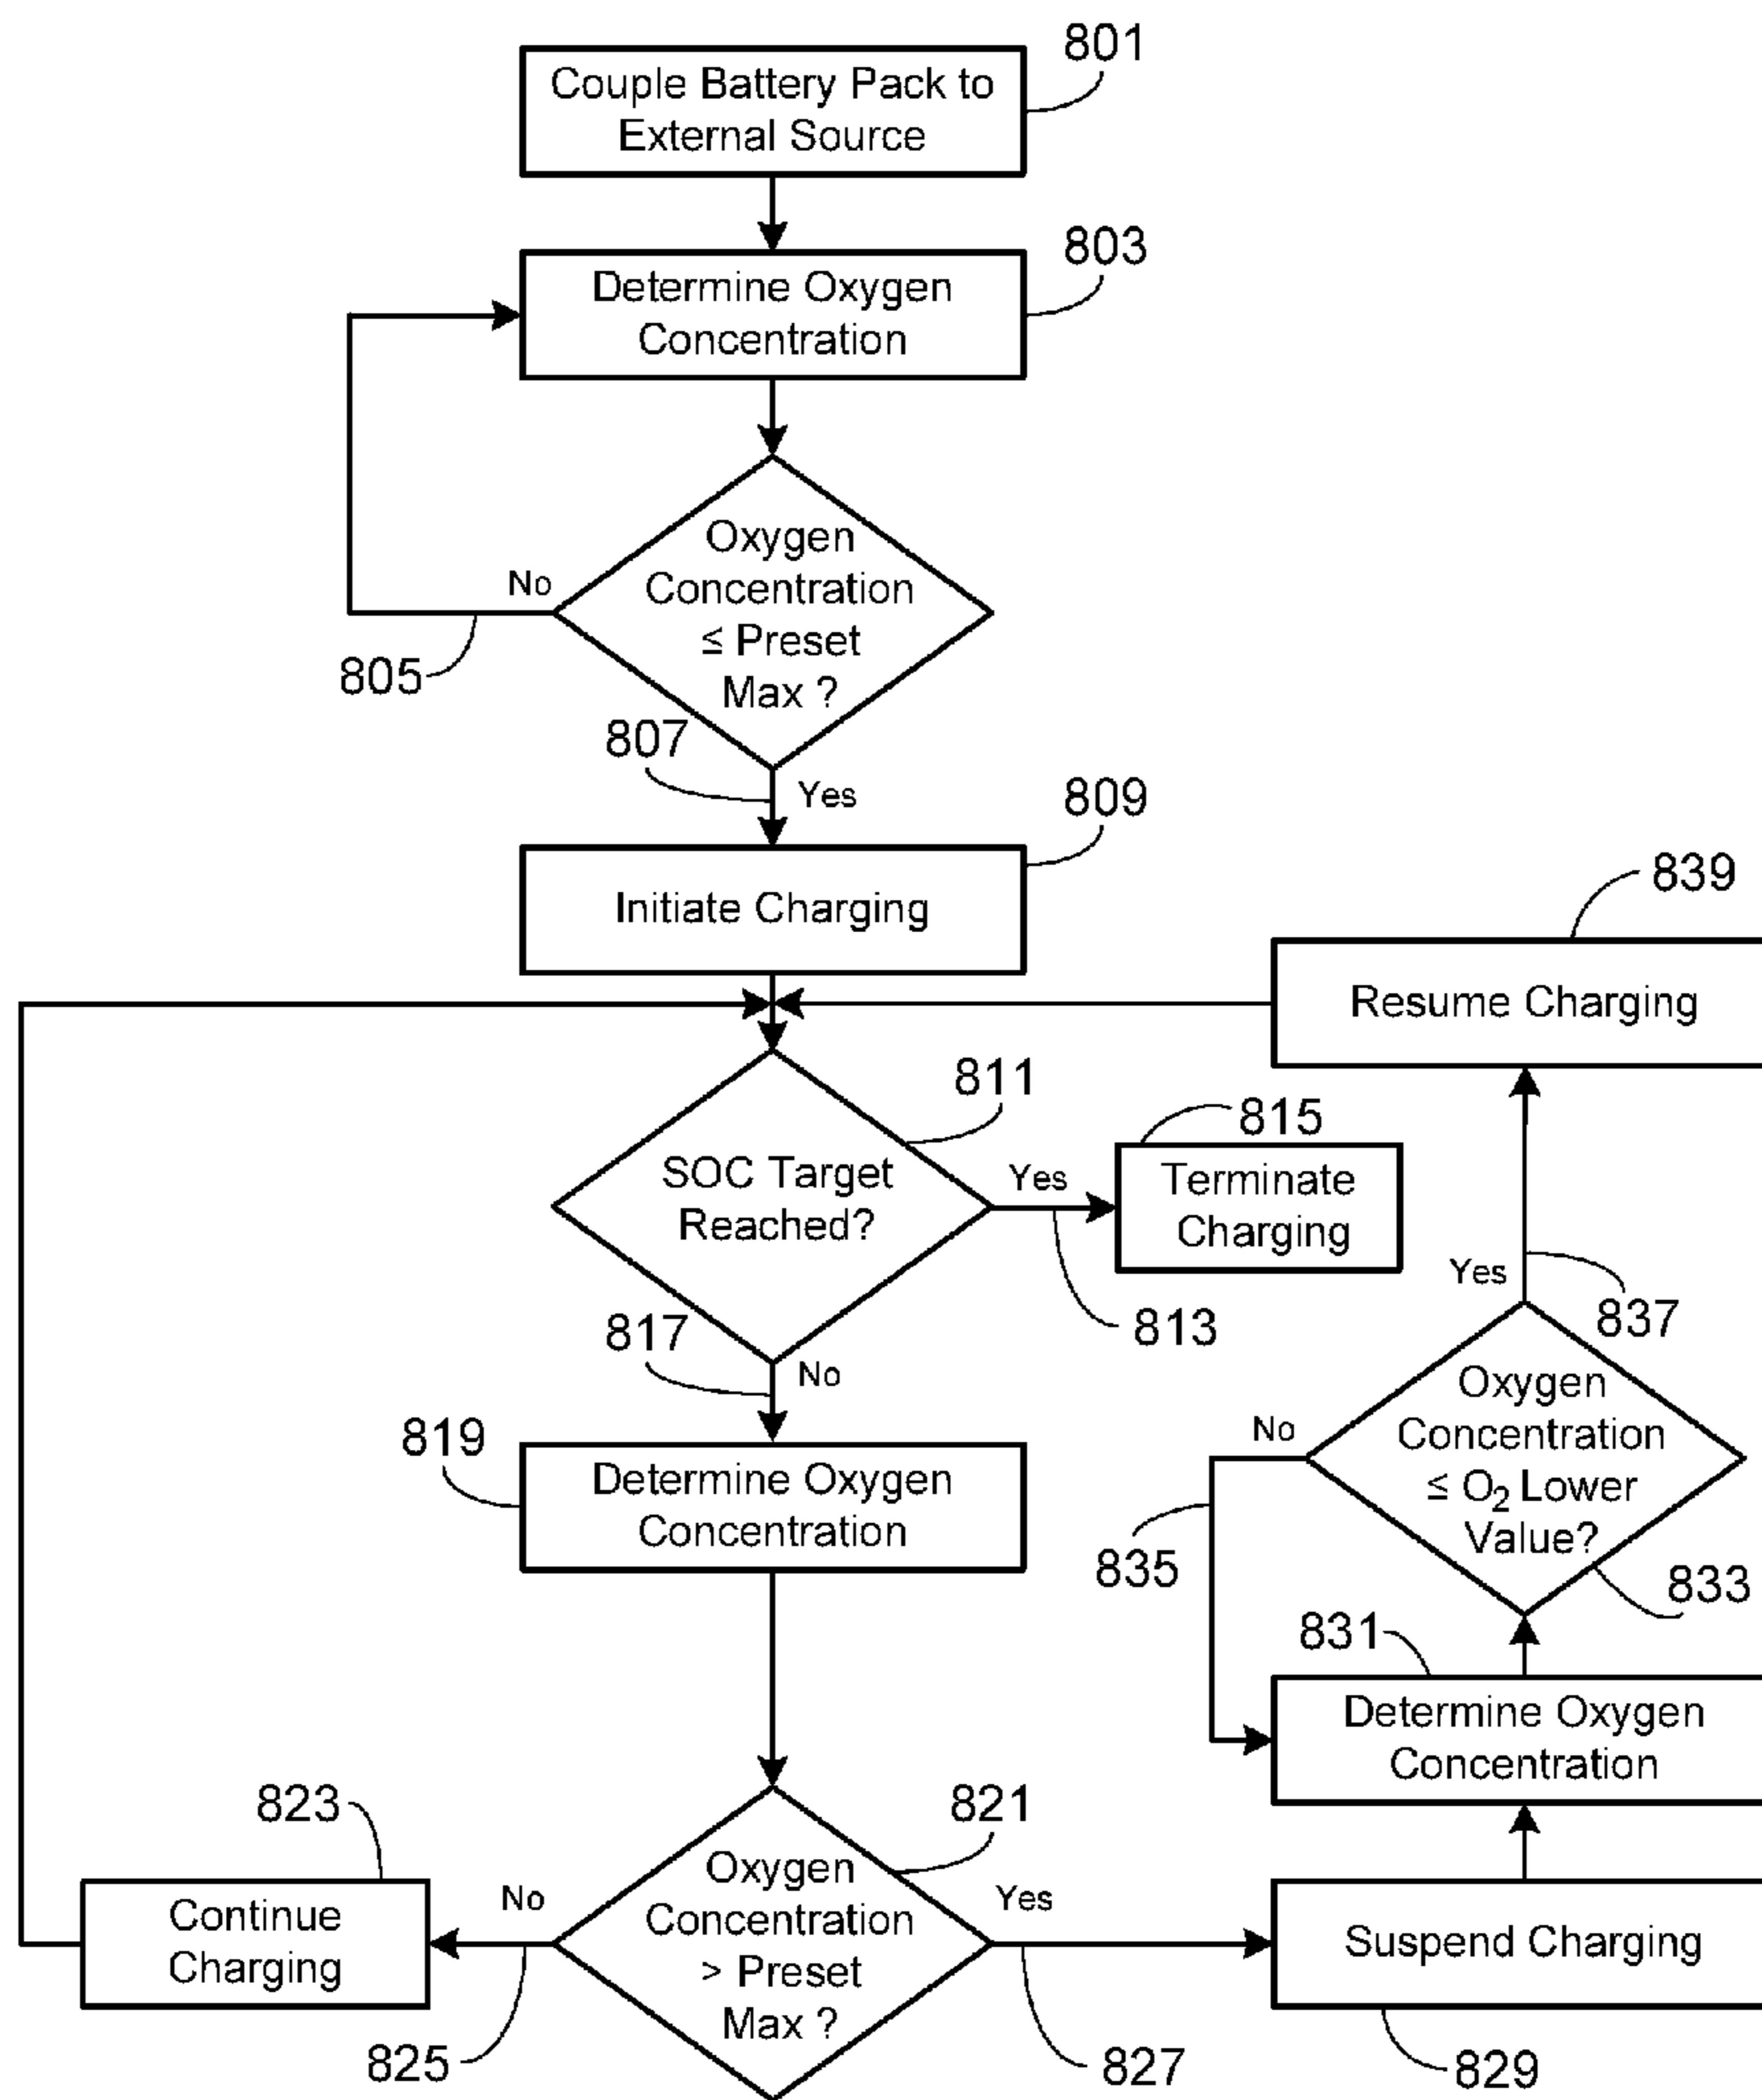 801
Couple Battery Pack to
External Source
803
Determine Oxygen
Concentration
Oxygen
Concentration
≤ Preset
Max ?
No
805
807
Yes
809
Initiate Charging
839
Resume Charging
811
SOC Target
Reached?
Yes
815
Terminate
Charging
813
817
No
Yes
837
Oxygen
Concentration
≤ O₂ Lower
Value?
No
835
833
819
Determine Oxygen
Concentration
831
Determine Oxygen
Concentration
823
821
Continue
Charging
No
Oxygen
Concentration
> Preset
Max ?
Yes
Suspend Charging
825
827
829